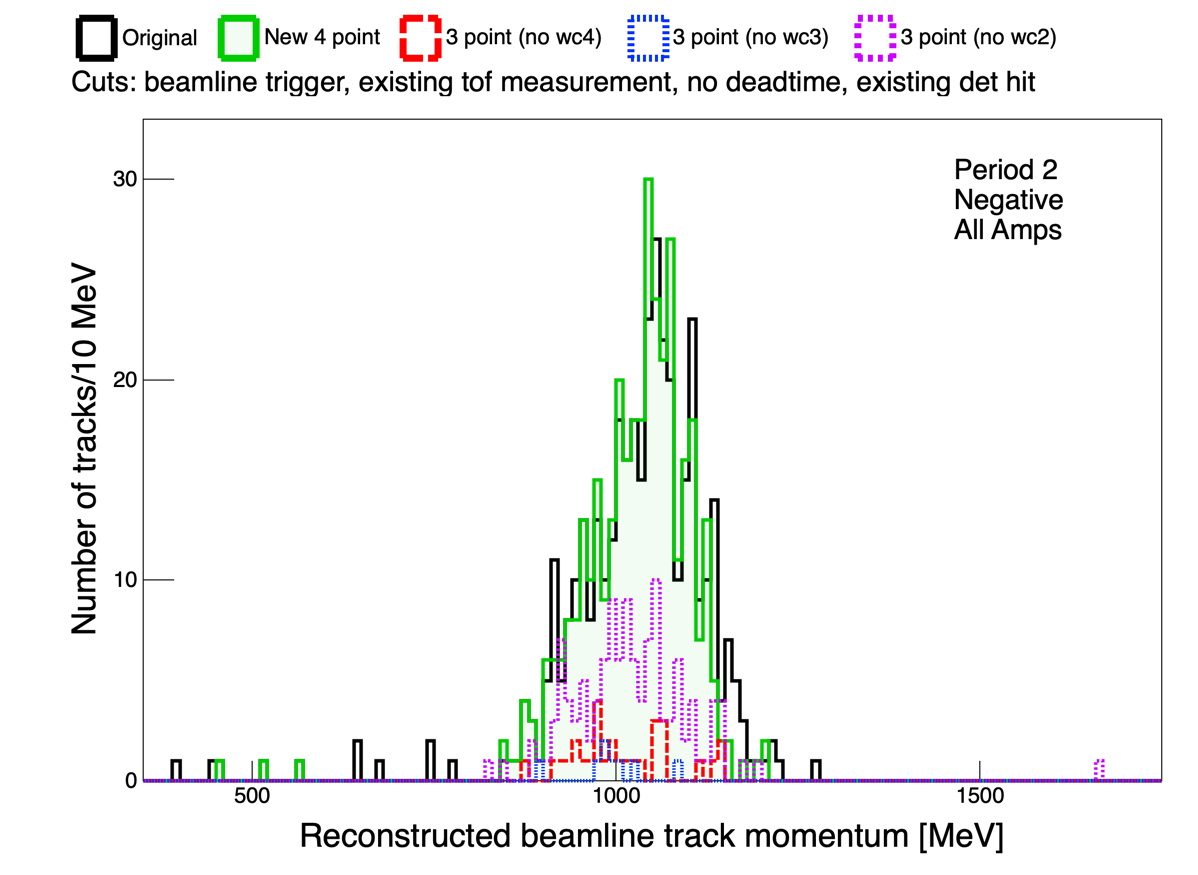 Original New 4 point 3 point (no wc4) 3 point (no wc3) 3 point (no wc2)
Cuts: beamline trigger, existing tof measurement, no deadtime, existing det hit
Period 2
Negative
All Amps
Number of tracks/10 MeV
30
20
10
0
500 1000 1500
Reconstructed beamline track momentum [MeV]